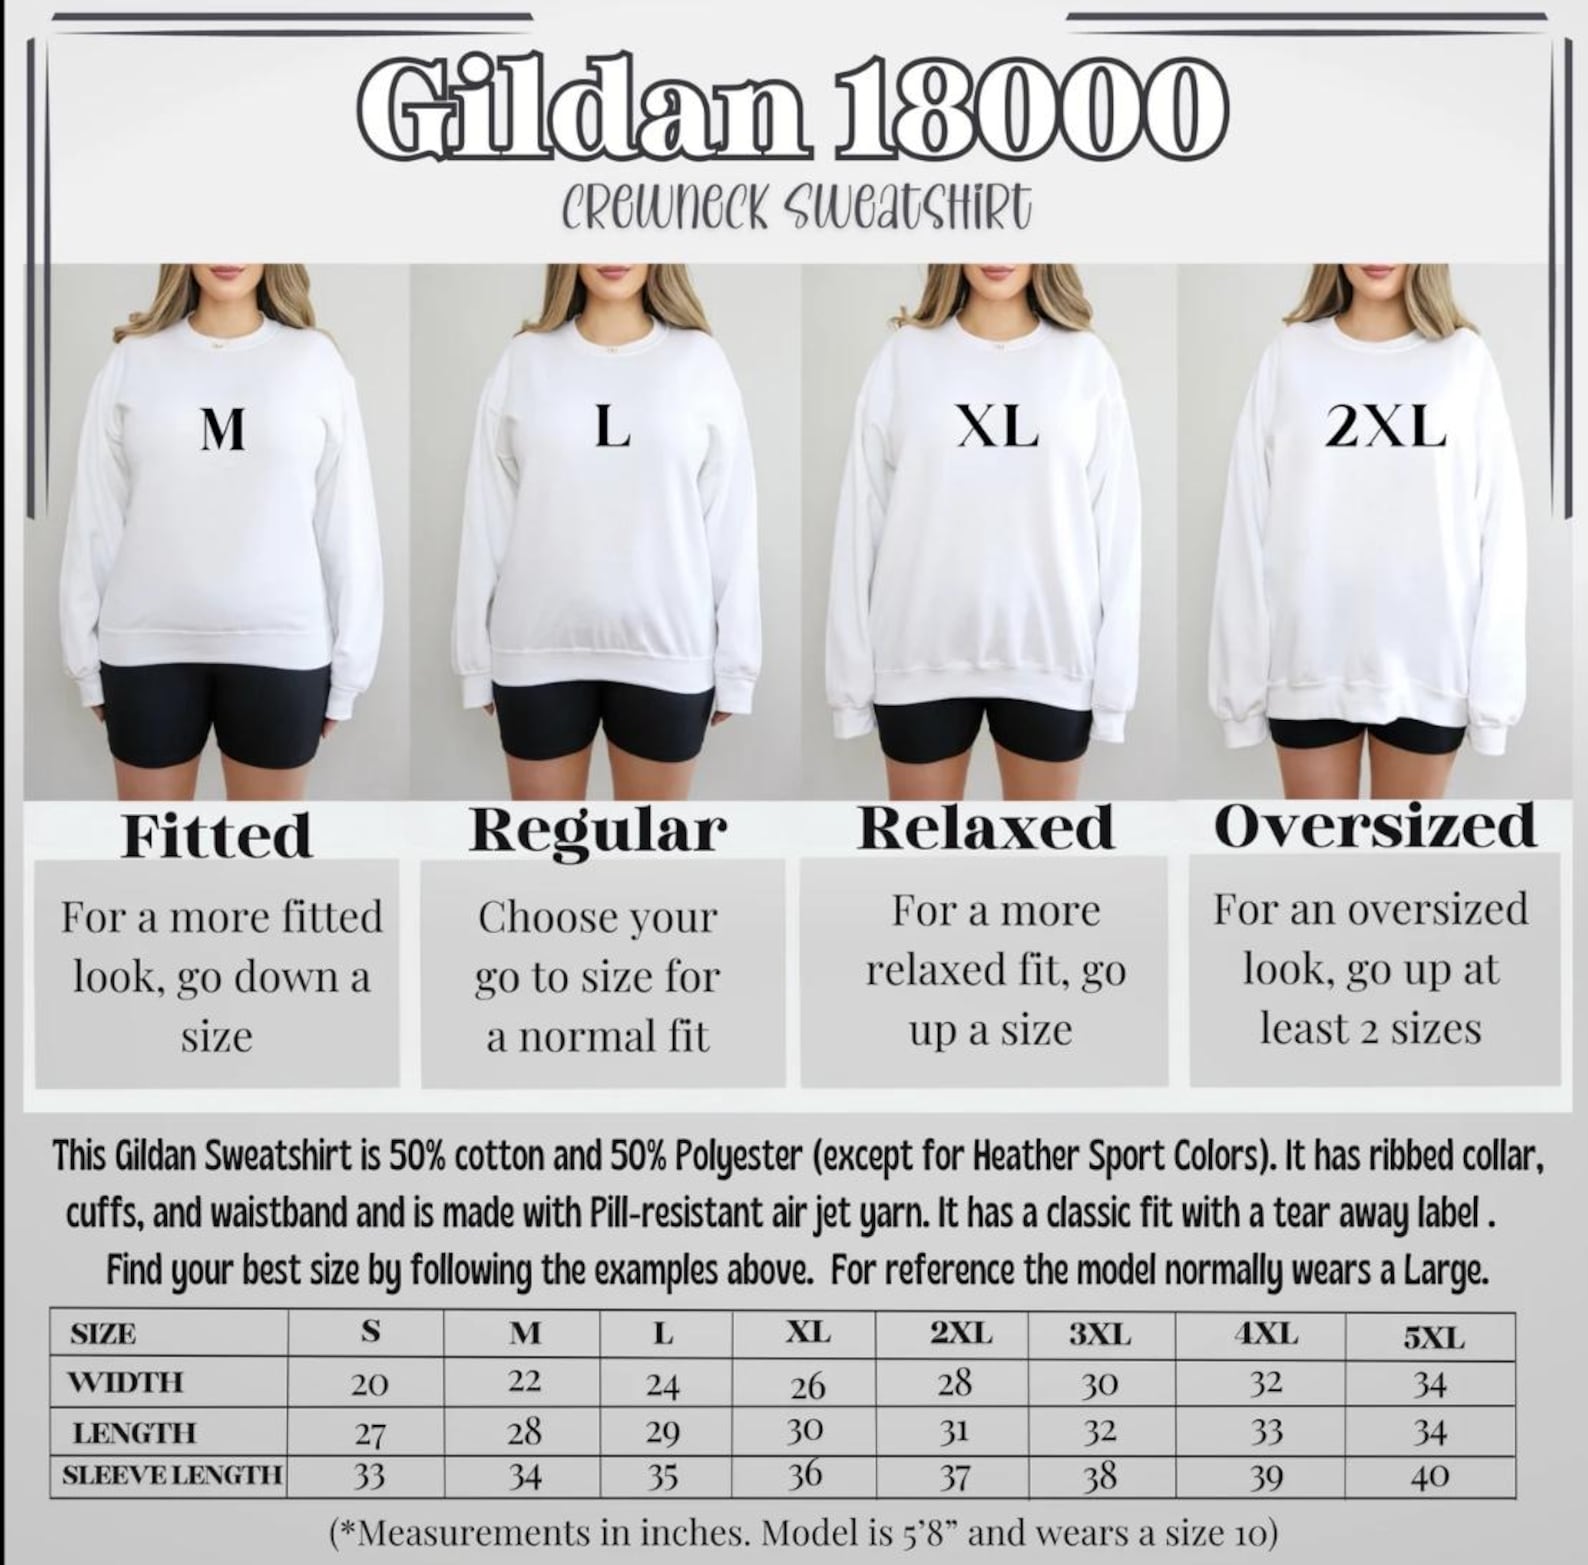 Gildan 18000
CREWNECK SWEATSHIRT
M
L
XL
2XL
Fitted
For a more fitted
look, go down a
size
Regular
Choose your
go to size for
a normal fit
Relaxed
For a more
relaxed fit, go
up a size
Oversized
For an oversized
look, go up at
least 2 sizes
This Gildan Sweatshirt is 50% cotton and 50% Polyester (except for Heather Sport Colors). It has ribbed collar,
cuffs, and waistband and is made with Pill-resistant air jet yarn. It has a classic fit with a tear away label .
Find your best size by following the examples above. For reference the model normally wears a Large.
SIZE S M L XL 2XL 3XL 4XL 5XL
WIDTH 20 22 24 26 28 30 32 34
LENGTH 27 28 29 30 31 32 33 34
SLEEVE LENGTH 33 34 35 36 37 38 39 40
(*Measurements in inches. Model is 5'8" and wears a size 10)